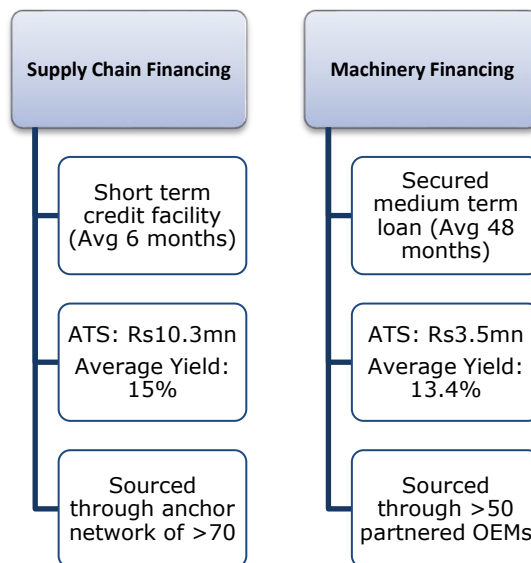 Supply Chain Financing
Short term
credit facility
(Avg 6 months)
ATS: Rs10.3mn
Average Yield:
15%
Sourced
through anchor
network of >70
Machinery Financing
Secured
medium term
loan (Avg 48
months)
ATS: Rs3.5mn
Average Yield:
13.4%
Sourced
through >50
partnered OEMs